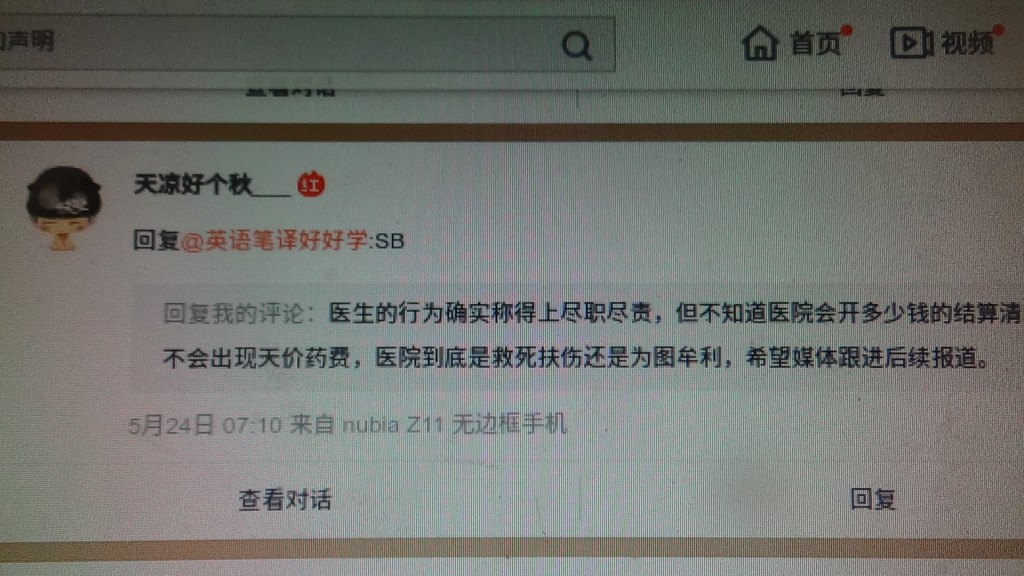 声明
首页
视频
查看对话
回复
天凉好个秋___
回复@英语笔译好好学:SB
回复我的评论：医生的行为确实称得上尽职尽责，但不知道医院会开多少钱的结算清
不会出现天价药费，医院到底是救死扶伤还是为图牟利，希望媒体跟进后续报道。
5月24日 07:10 来自 nubia Z11 无边框手机
查看对话
回复